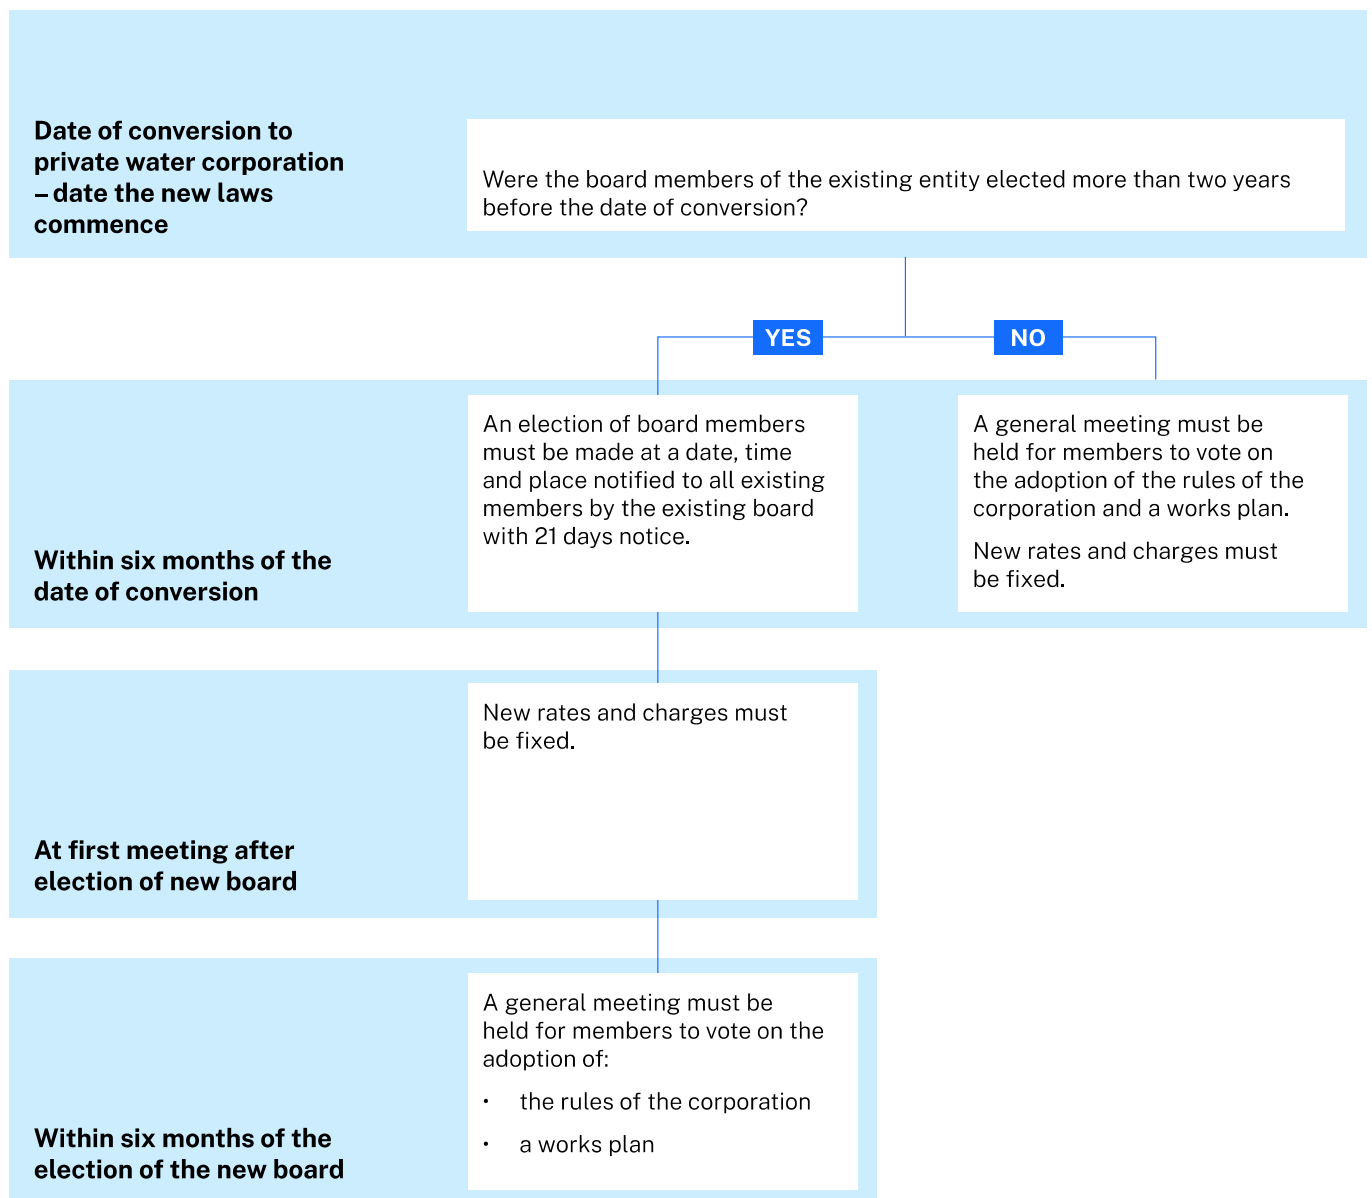 Date of conversion to
private water corporation
– date the new laws
commence
Were the board members of the existing entity elected more than two years
before the date of conversion?
YES
NO
Within six months of the
date of conversion
An election of board members
must be made at a date, time
and place notified to all existing
members by the existing board
with 21 days notice.
A general meeting must be
held for members to vote on
the adoption of the rules of the
corporation and a works plan.
New rates and charges must
be fixed.
At first meeting after
election of new board
New rates and charges must
be fixed.
Within six months of the
election of the new board
A general meeting must be
held for members to vote on the
adoption of:
• the rules of the corporation
• a works plan